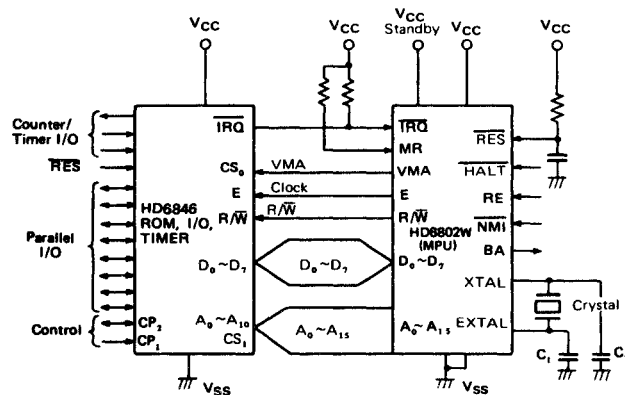 VCC
VCC
VCC
Standby
VCC
VCC
Counter/
Timer I/O
RES
Parallel
I/O
Control
CP2
CP1
IRQ
CS0
E
R/W
HD6846
ROM, I/O,
TIMER
D0~D7
A0~A10
CS1
VSS
VMA
Clock
R/W
D0~D7
A0~A15
IRQ
MR
VMA
E
R/W
HD6802W
(MPU)
D0~D7
A0~A15
VSS
RES
HALT
RE
NMI
BA
XTAL
EXTAL
Crystal
C1
C